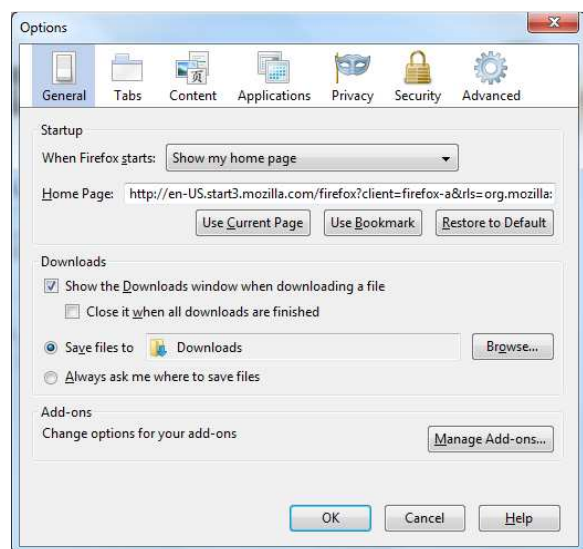 Options
General Tabs Content Applications Privacy Security Advanced
Startup
When Firefox starts: Show my home page
Home Page: http://en-US.start3.mozilla.com/firefox?client=firefox-a&rls=org.mozilla:
Use Current Page Use Bookmark Restore to Default
Downloads
Show the Downloads window when downloading a file
Close it when all downloads are finished
Save files to Downloads Browse...
Always ask me where to save files
Add-ons
Change options for your add-ons Manage Add-ons...
OK Cancel Help